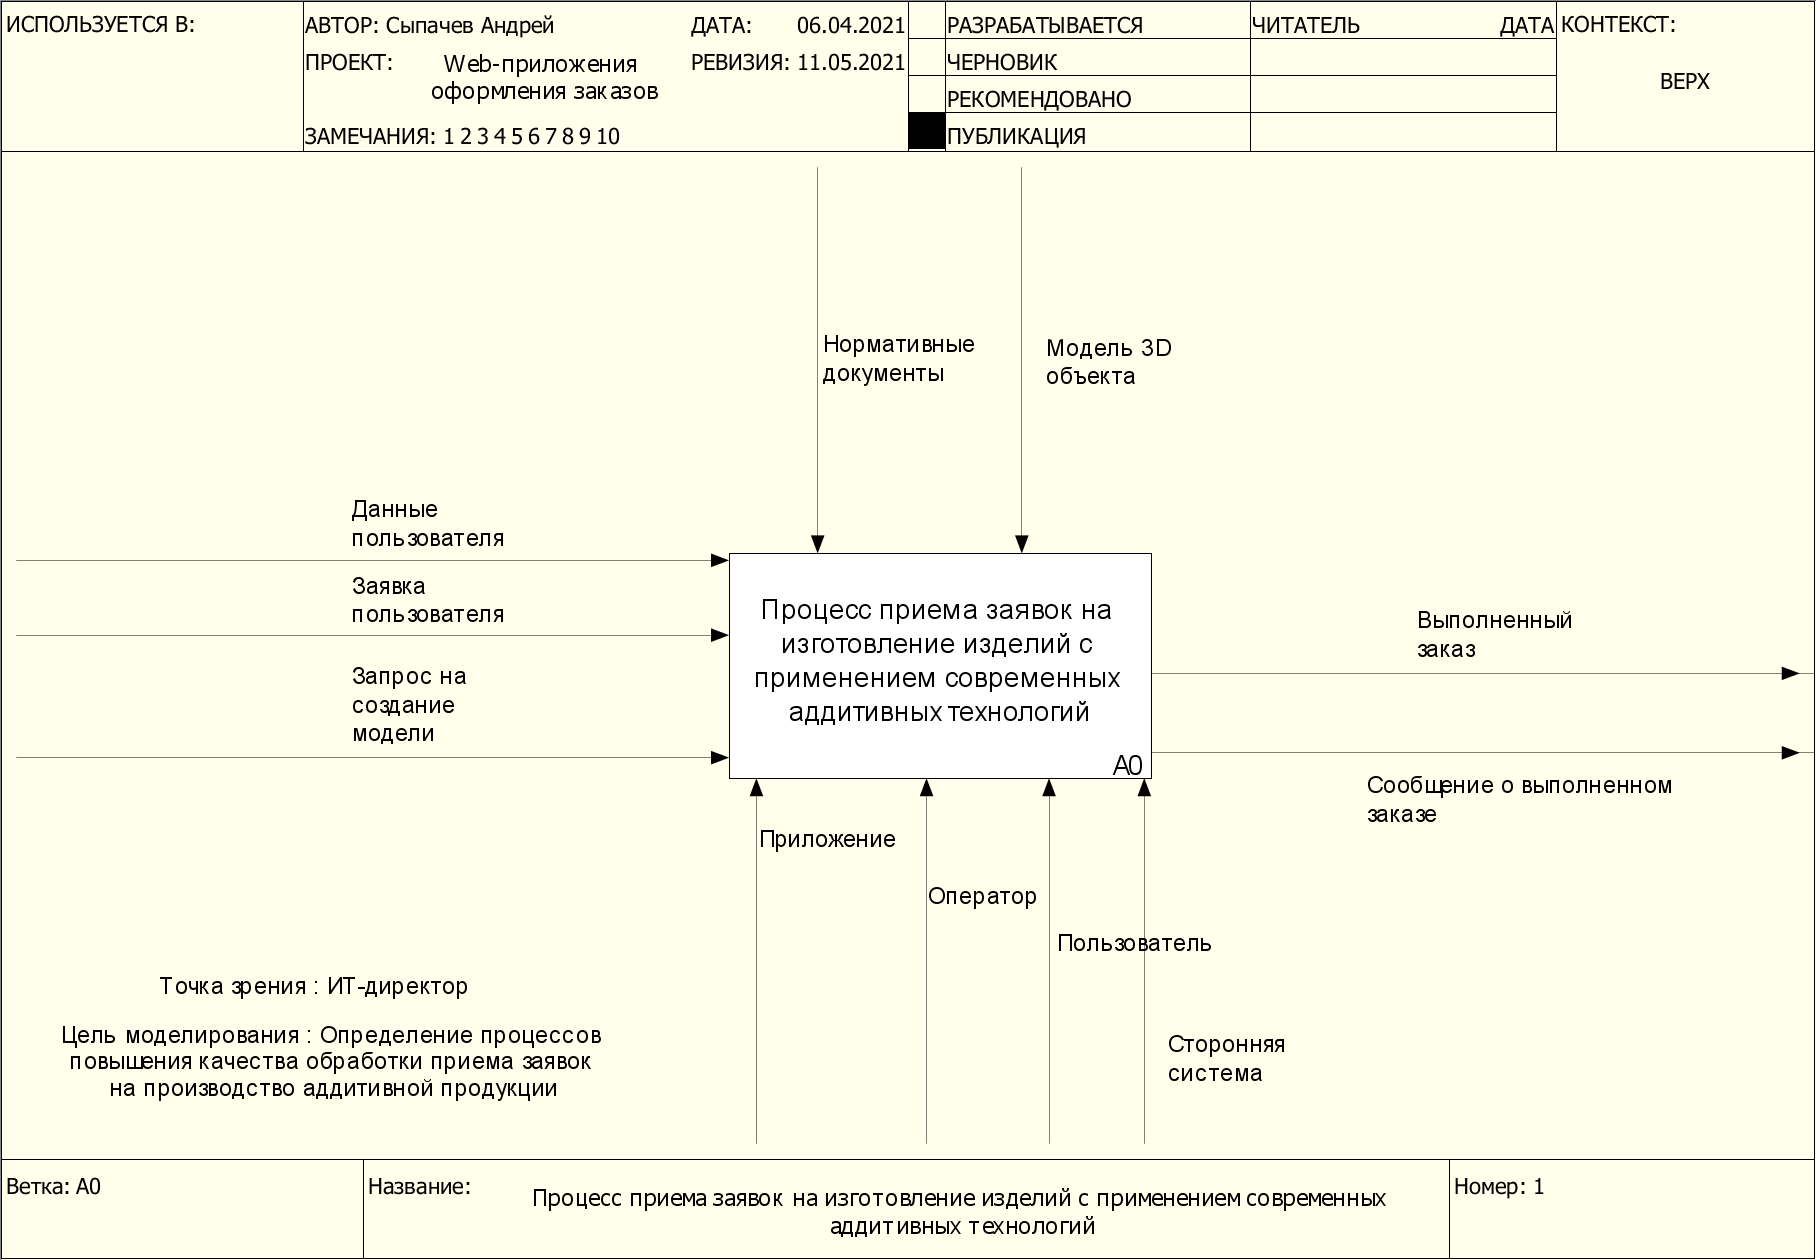 ИСПОЛЬЗУЕТСЯ В:
АВТОР: Сыпачев Андрей
ДАТА: 06.04.2021
ПРОЕКТ: Web-приложения
оформления заказов
РЕВИЗИЯ: 11.05.2021
ЗАМЕЧАНИЯ: 1 2 3 4 5 6 7 8 9 10
РАЗРАБАТЫВАЕТСЯ
ЧЕРНОВИК
РЕКОМЕНДОВАНО
ПУБЛИКАЦИЯ
ЧИТАТЕЛЬ ДАТА
КОНТЕКСТ:
ВЕРХ
Нормативные
документы
Модель 3D
объекта
Данные
пользователя
Заявка
пользователя
Запрос на
создание
модели
Процесс приема заявок на
изготовление изделий с
применением современных
аддитивных технологий
A0
Выполненный
заказ
Сообщение о выполненном
заказе
Приложение
Оператор
Пользователь
Сторонняя
система
Точка зрения : ИТ-директор
Цель моделирования : Определение процессов
повышения качества обработки приема заявок
на производство аддитивной продукции
Ветка: A0
Название:
Процесс приема заявок на изготовление изделий с применением современных
аддитивных технологий
Номер: 1